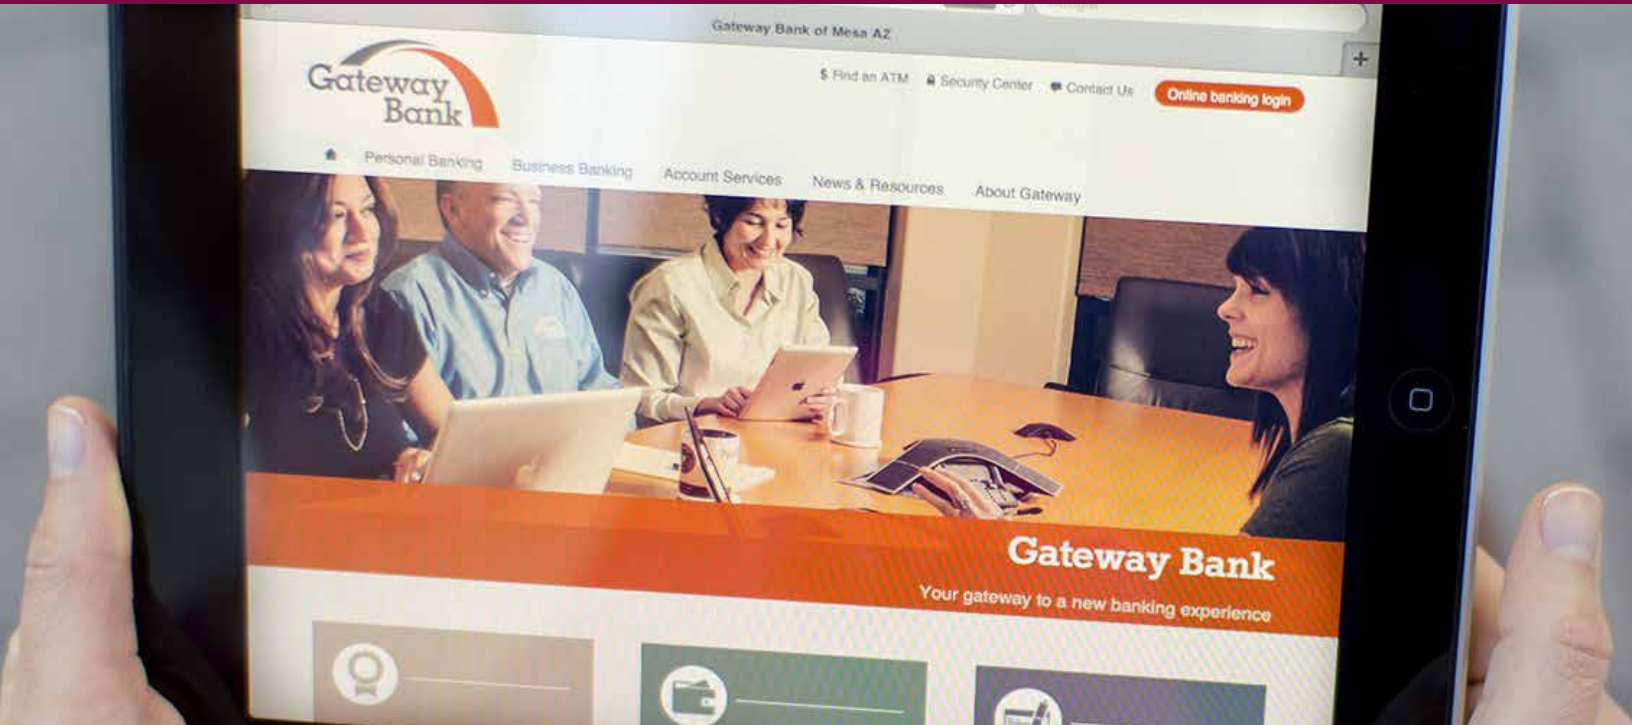 Gateway Bank of Mesa AZ
Gateway
Bank
$ Find an ATM Security Center Contact Us Online banking login
Personal Banking Business Banking Account Services News & Resources About Gateway
Gateway Bank
Your gateway to a new banking experience